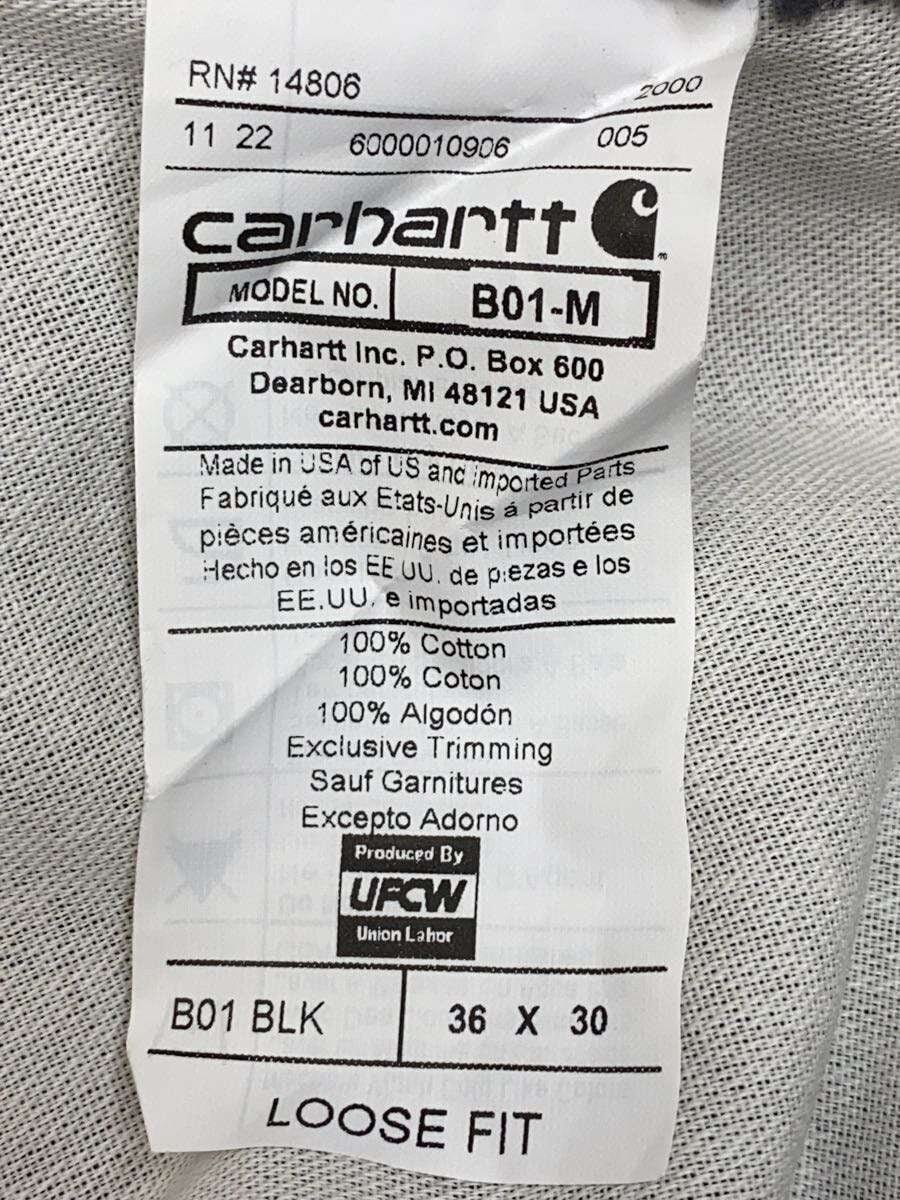 RN# 14806 2000
11 22 6000010906 005
carhartt
MODEL NO. B01-M
Carhartt Inc. P.O. Box 600
Dearborn, MI 48121 USA
carhartt.com
Made in USA of US and imported Parts
Fabriqué aux Etats-Unis á partir de
pièces américaines et importées
Hecho en los EE UU. de piezas e los
EE.UU. e importadas
100% Cotton
100% Coton
100% Algodón
Exclusive Trimming
Sauf Garnitures
Excepto Adorno
Produced By
UFCW
Union Labor
B01 BLK 36 X 30
LOOSE FIT